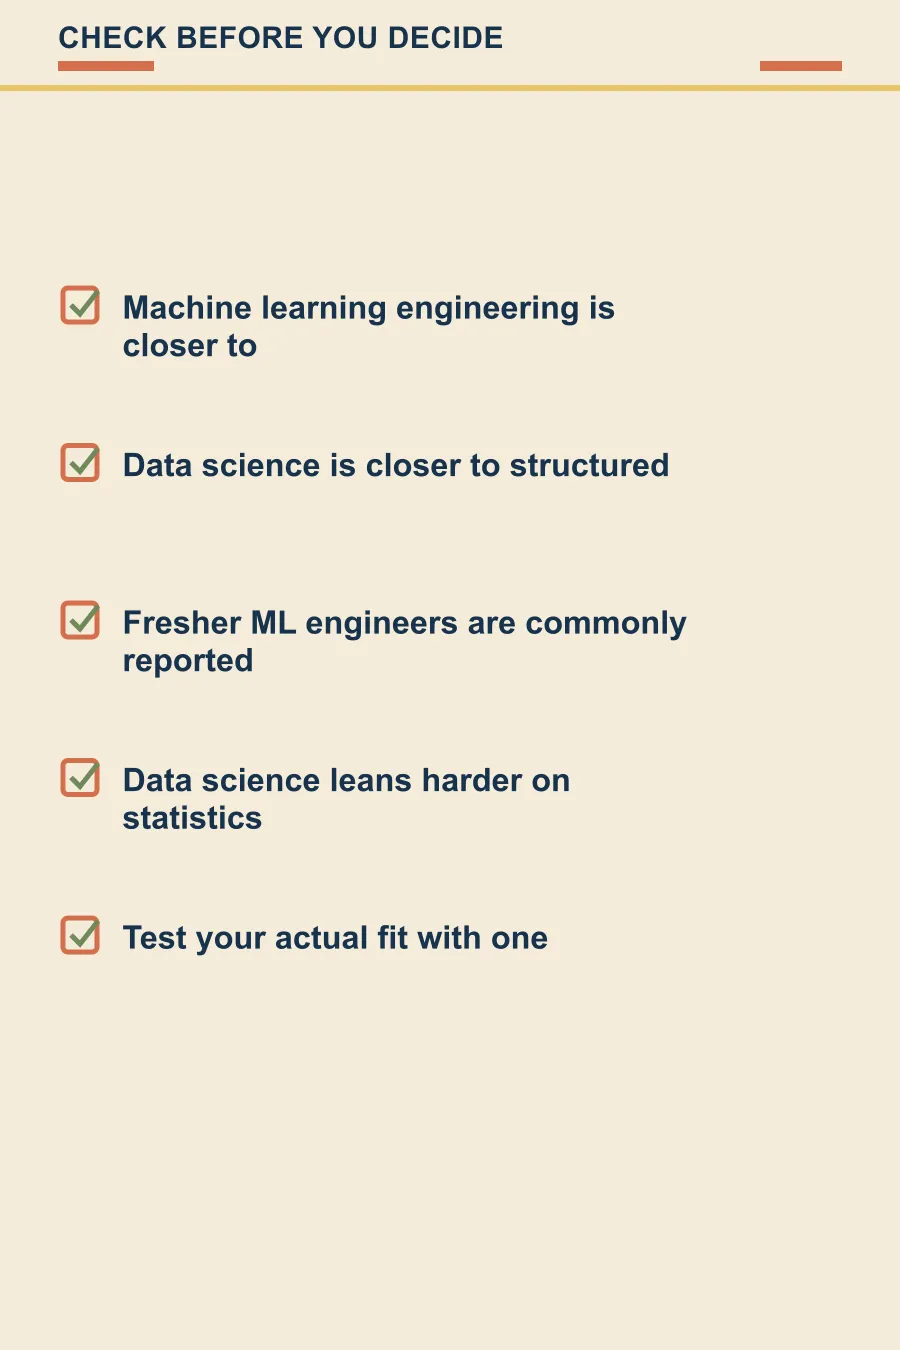 CHECK BEFORE YOU DECIDE
Machine learning engineering is
closer to
Data science is closer to structured
Fresher ML engineers are commonly
reported
Data science leans harder on
statistics
Test your actual fit with one